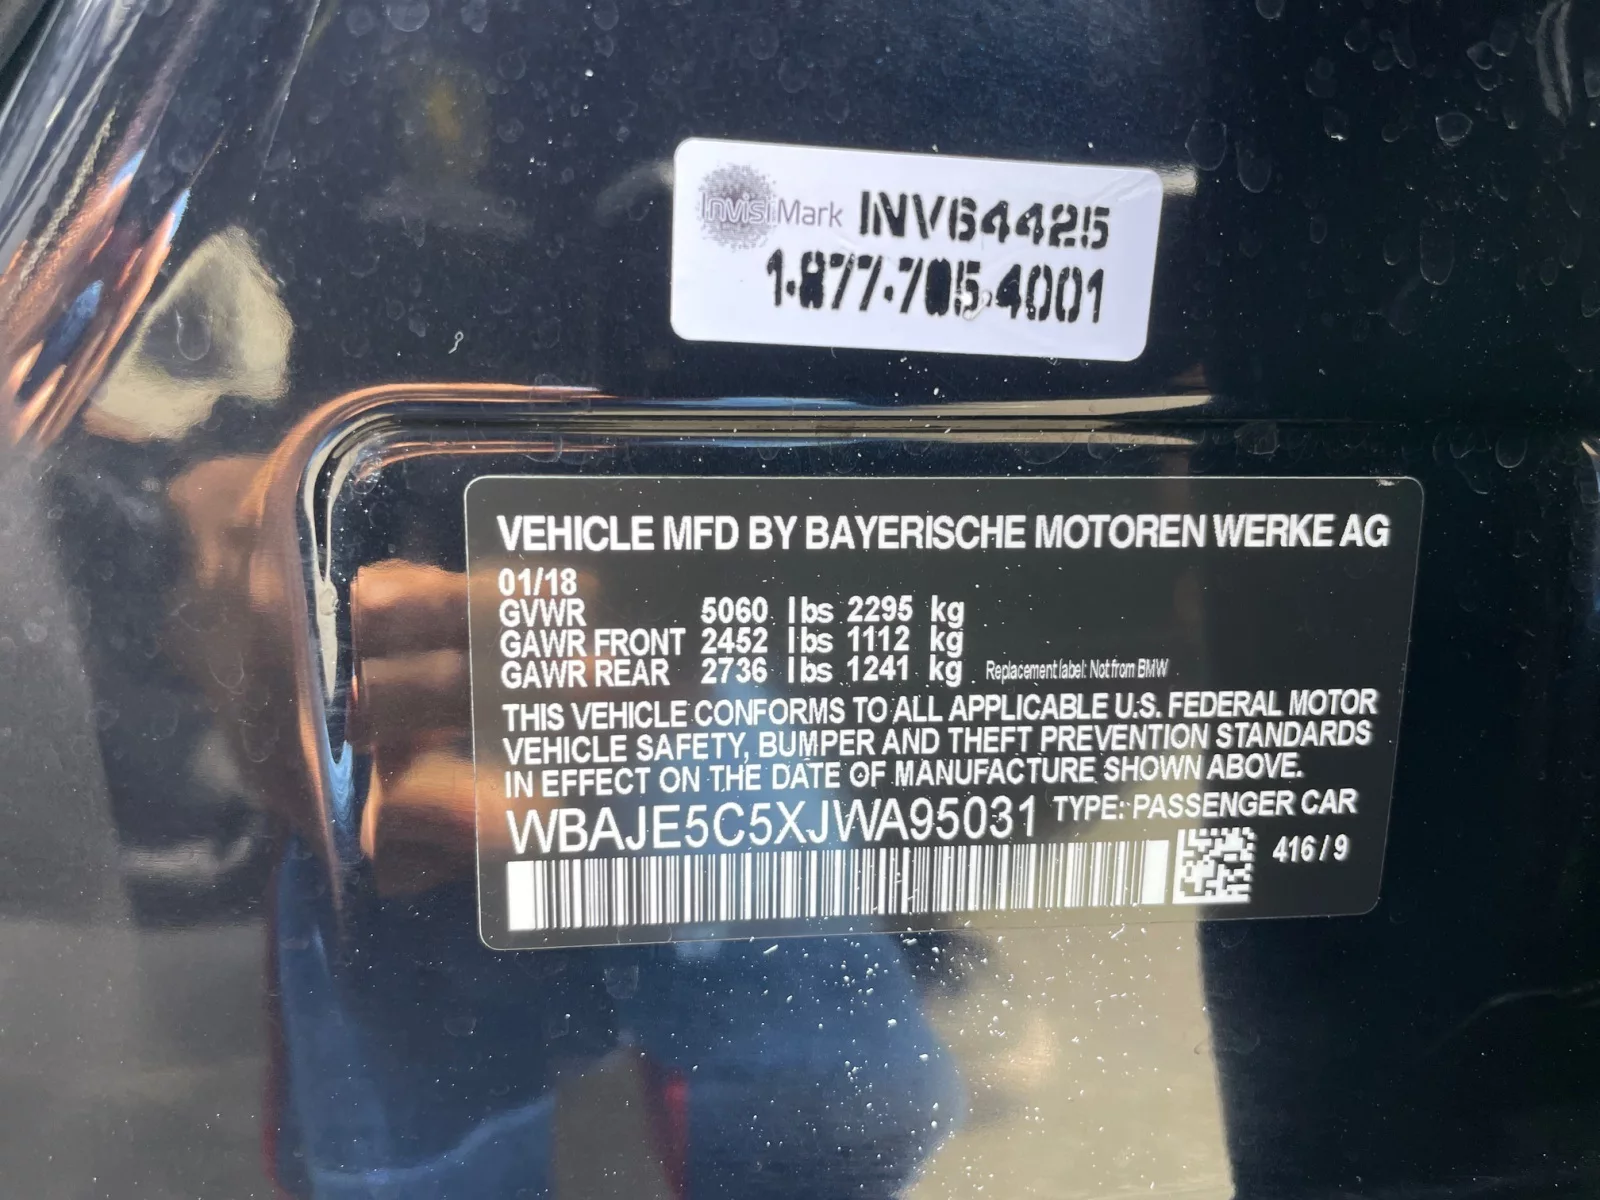 InvisiMark INV64425
1-877-705-4001
VEHICLE MFD BY BAYERISCHE MOTOREN WERKE AG
01/18
GVWR 5060 lbs 2295 kg
GAWR FRONT 2452 lbs 1112 kg
GAWR REAR 2736 lbs 1241 kg Replacement label: Not from BMW
THIS VEHICLE CONFORMS TO ALL APPLICABLE U.S. FEDERAL MOTOR
VEHICLE SAFETY, BUMPER AND THEFT PREVENTION STANDARDS
IN EFFECT ON THE DATE OF MANUFACTURE SHOWN ABOVE.
WBAJE5C5XJWA95031 TYPE: PASSENGER CAR
416 / 9